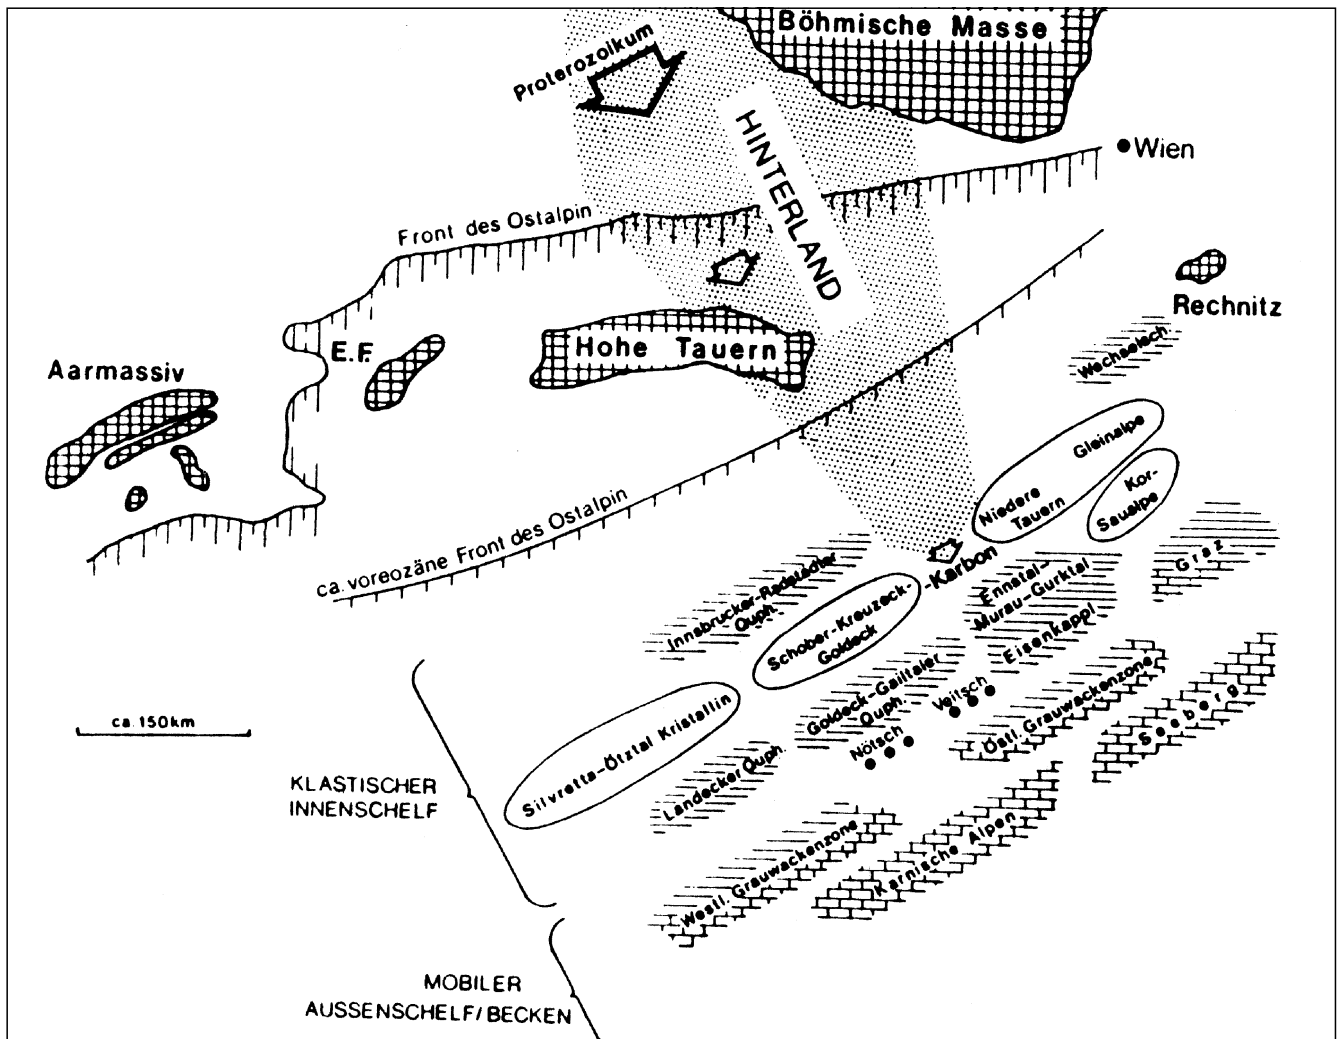 Böhmische Masse
Proterozoikum
HINTERLAND
Wien
Front des Ostalpin
Rechnitz
E.F.
Hohe Tauern
Wechselsch.
Aarmassiv
Gleinalpe
Niedere
Tauern
Kor-
Saualpe
ca. voreozäne Front des Ostalpin
Graz
-Karbon
Innsbrucker-Radstädter
Quph.
Ennstal-
Murau-Gurktal
Schober-Kreuzeck-
Goldeck
Eisenkappl
Goldeck-Gailtaler
Quph.
Veitsch
Östl. Grauwackenzone
Seeberg
ca. 150km
Silvretta-Ötztal Kristallin
Nötsch
Landecker Quph.
KLASTISCHER
INNENSCHELF
Westl. Grauwackenzone
Karnische Alpen
MOBILER
AUSSENSCHELF/BECKEN